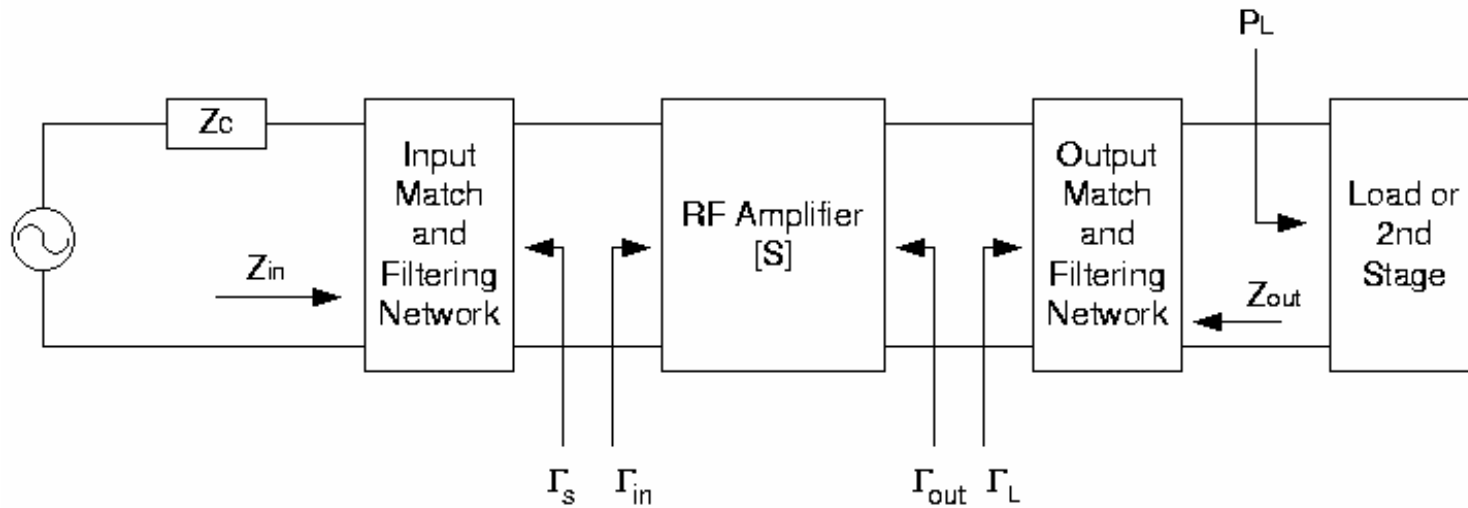 PL
Zc
Input
Match
and
Filtering
Network
Zin
RF Amplifier
[S]
Output
Match
and
Filtering
Network
Load or
2nd
Stage
Zout
Γs
Γin
Γout
ΓL